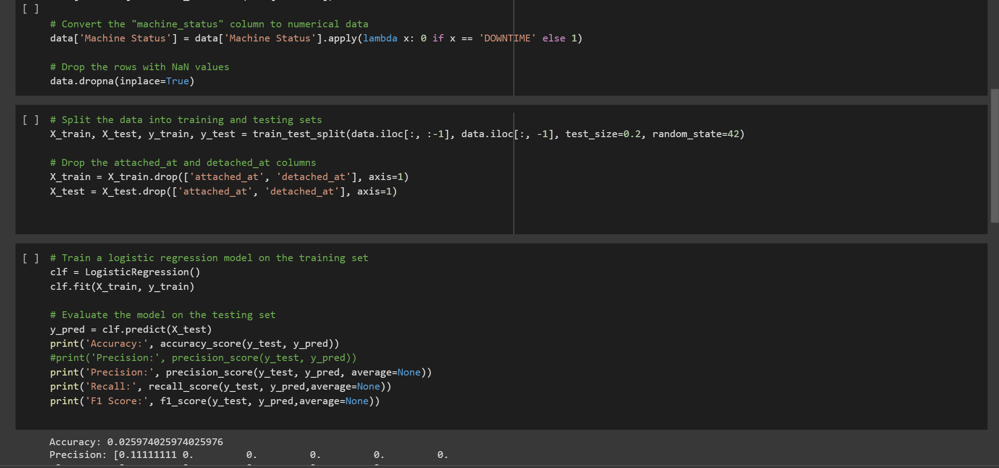 [ ]
# Convert the "machine_status" column to numerical data
data['Machine Status'] = data['Machine Status'].apply(lambda x: 0 if x == 'DOWNTIME' else 1)
# Drop the rows with NaN values
data.dropna(inplace=True)
[ ] # Split the data into training and testing sets
X_train, X_test, y_train, y_test = train_test_split(data.iloc[:, :-1], data.iloc[:, -1], test_size=0.2, random_state=42)
# Drop the attached_at and detached_at columns
X_train = X_train.drop(['attached_at', 'detached_at'], axis=1)
X_test = X_test.drop(['attached_at', 'detached_at'], axis=1)
[ ] # Train a logistic regression model on the training set
clf = LogisticRegression()
clf.fit(X_train, y_train)
# Evaluate the model on the testing set
y_pred = clf.predict(X_test)
print('Accuracy:', accuracy_score(y_test, y_pred))
#print('Precision:', precision_score(y_test, y_pred))
print('Precision:', precision_score(y_test, y_pred, average=None))
print('Recall:', recall_score(y_test, y_pred,average=None))
print('F1 Score:', f1_score(y_test, y_pred,average=None))
Accuracy: 0.025974025974025976
Precision: [0.11111111 0. 0. 0. 0. 0.